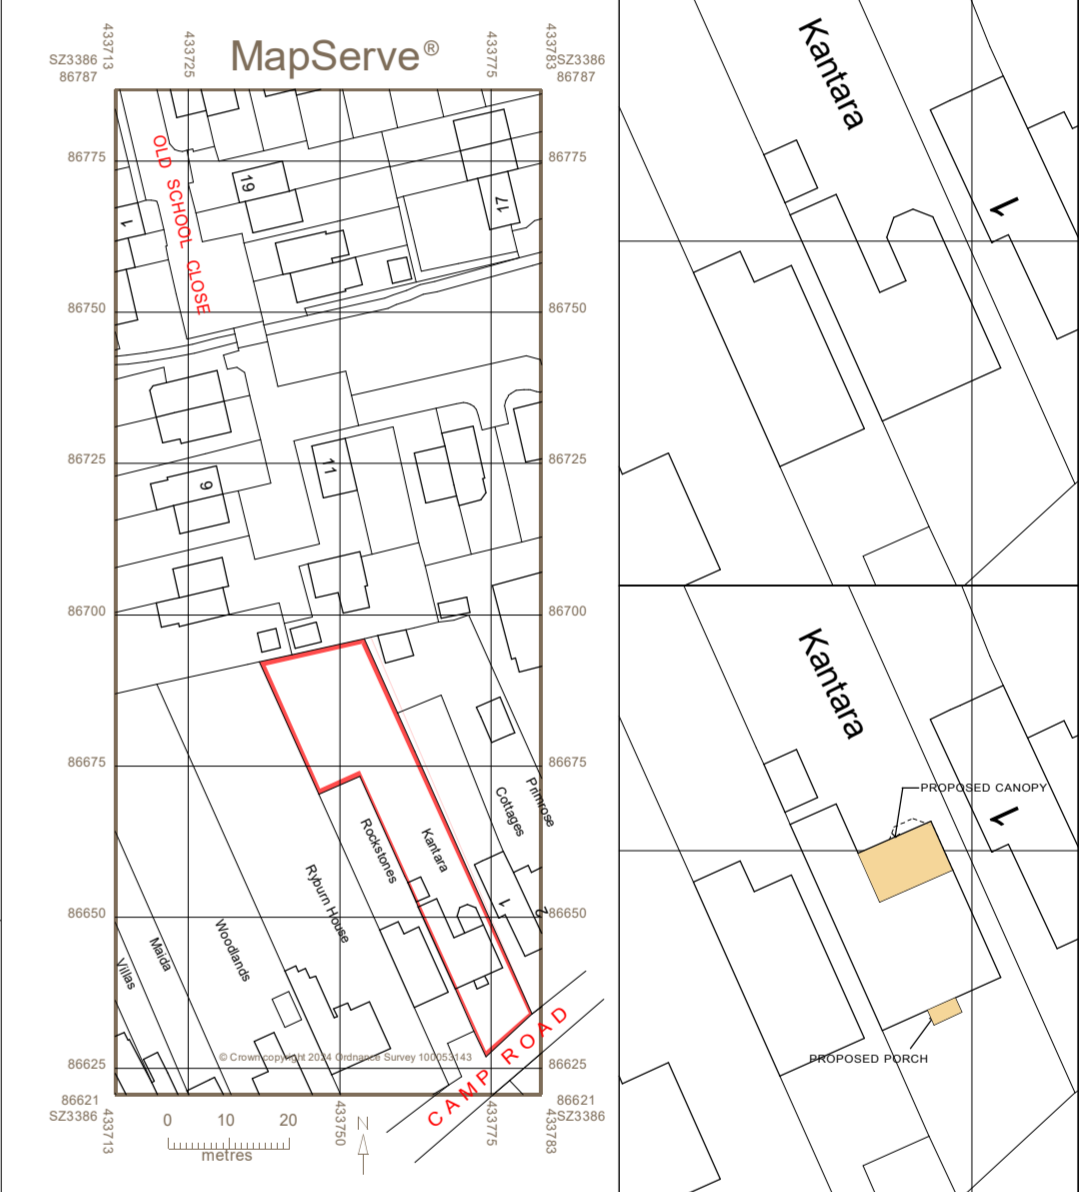 433713
433725
433775
433783
MapServe®
SZ3386
86787
SZ3386
86787
86775
86775
OLD SCHOOL CLOSE
19
17
1
86750
86750
86725
86725
11
9
86700
86700
86675
86675
Primrose
Cottages
Rockstones
Kantara
Ryburn House
1
2
86650
86650
Woodlands
Maida
Villas
© Crown copyright 2024 Ordnance Survey 100053143
86625
86625
CAMP ROAD
86621
SZ3386
86621
SZ3386
433713
433750
433775
433783
0 10 20
metres
N
Kantara
1
Kantara
PROPOSED CANOPY
1
PROPOSED PORCH